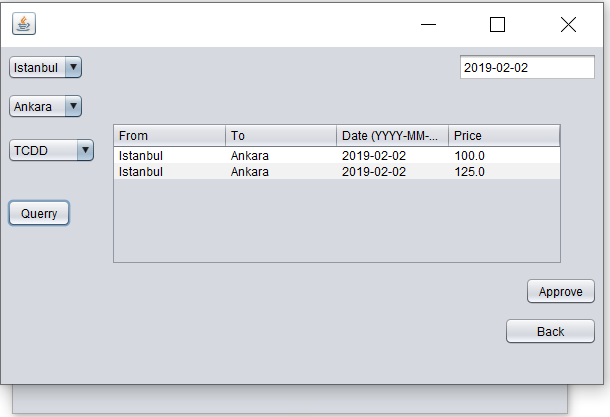 Istanbul
2019-02-02
Ankara
TCDD
From To Date (YYYY-MM-... Price
Istanbul Ankara 2019-02-02 100.0
Istanbul Ankara 2019-02-02 125.0
Querry
Approve
Back